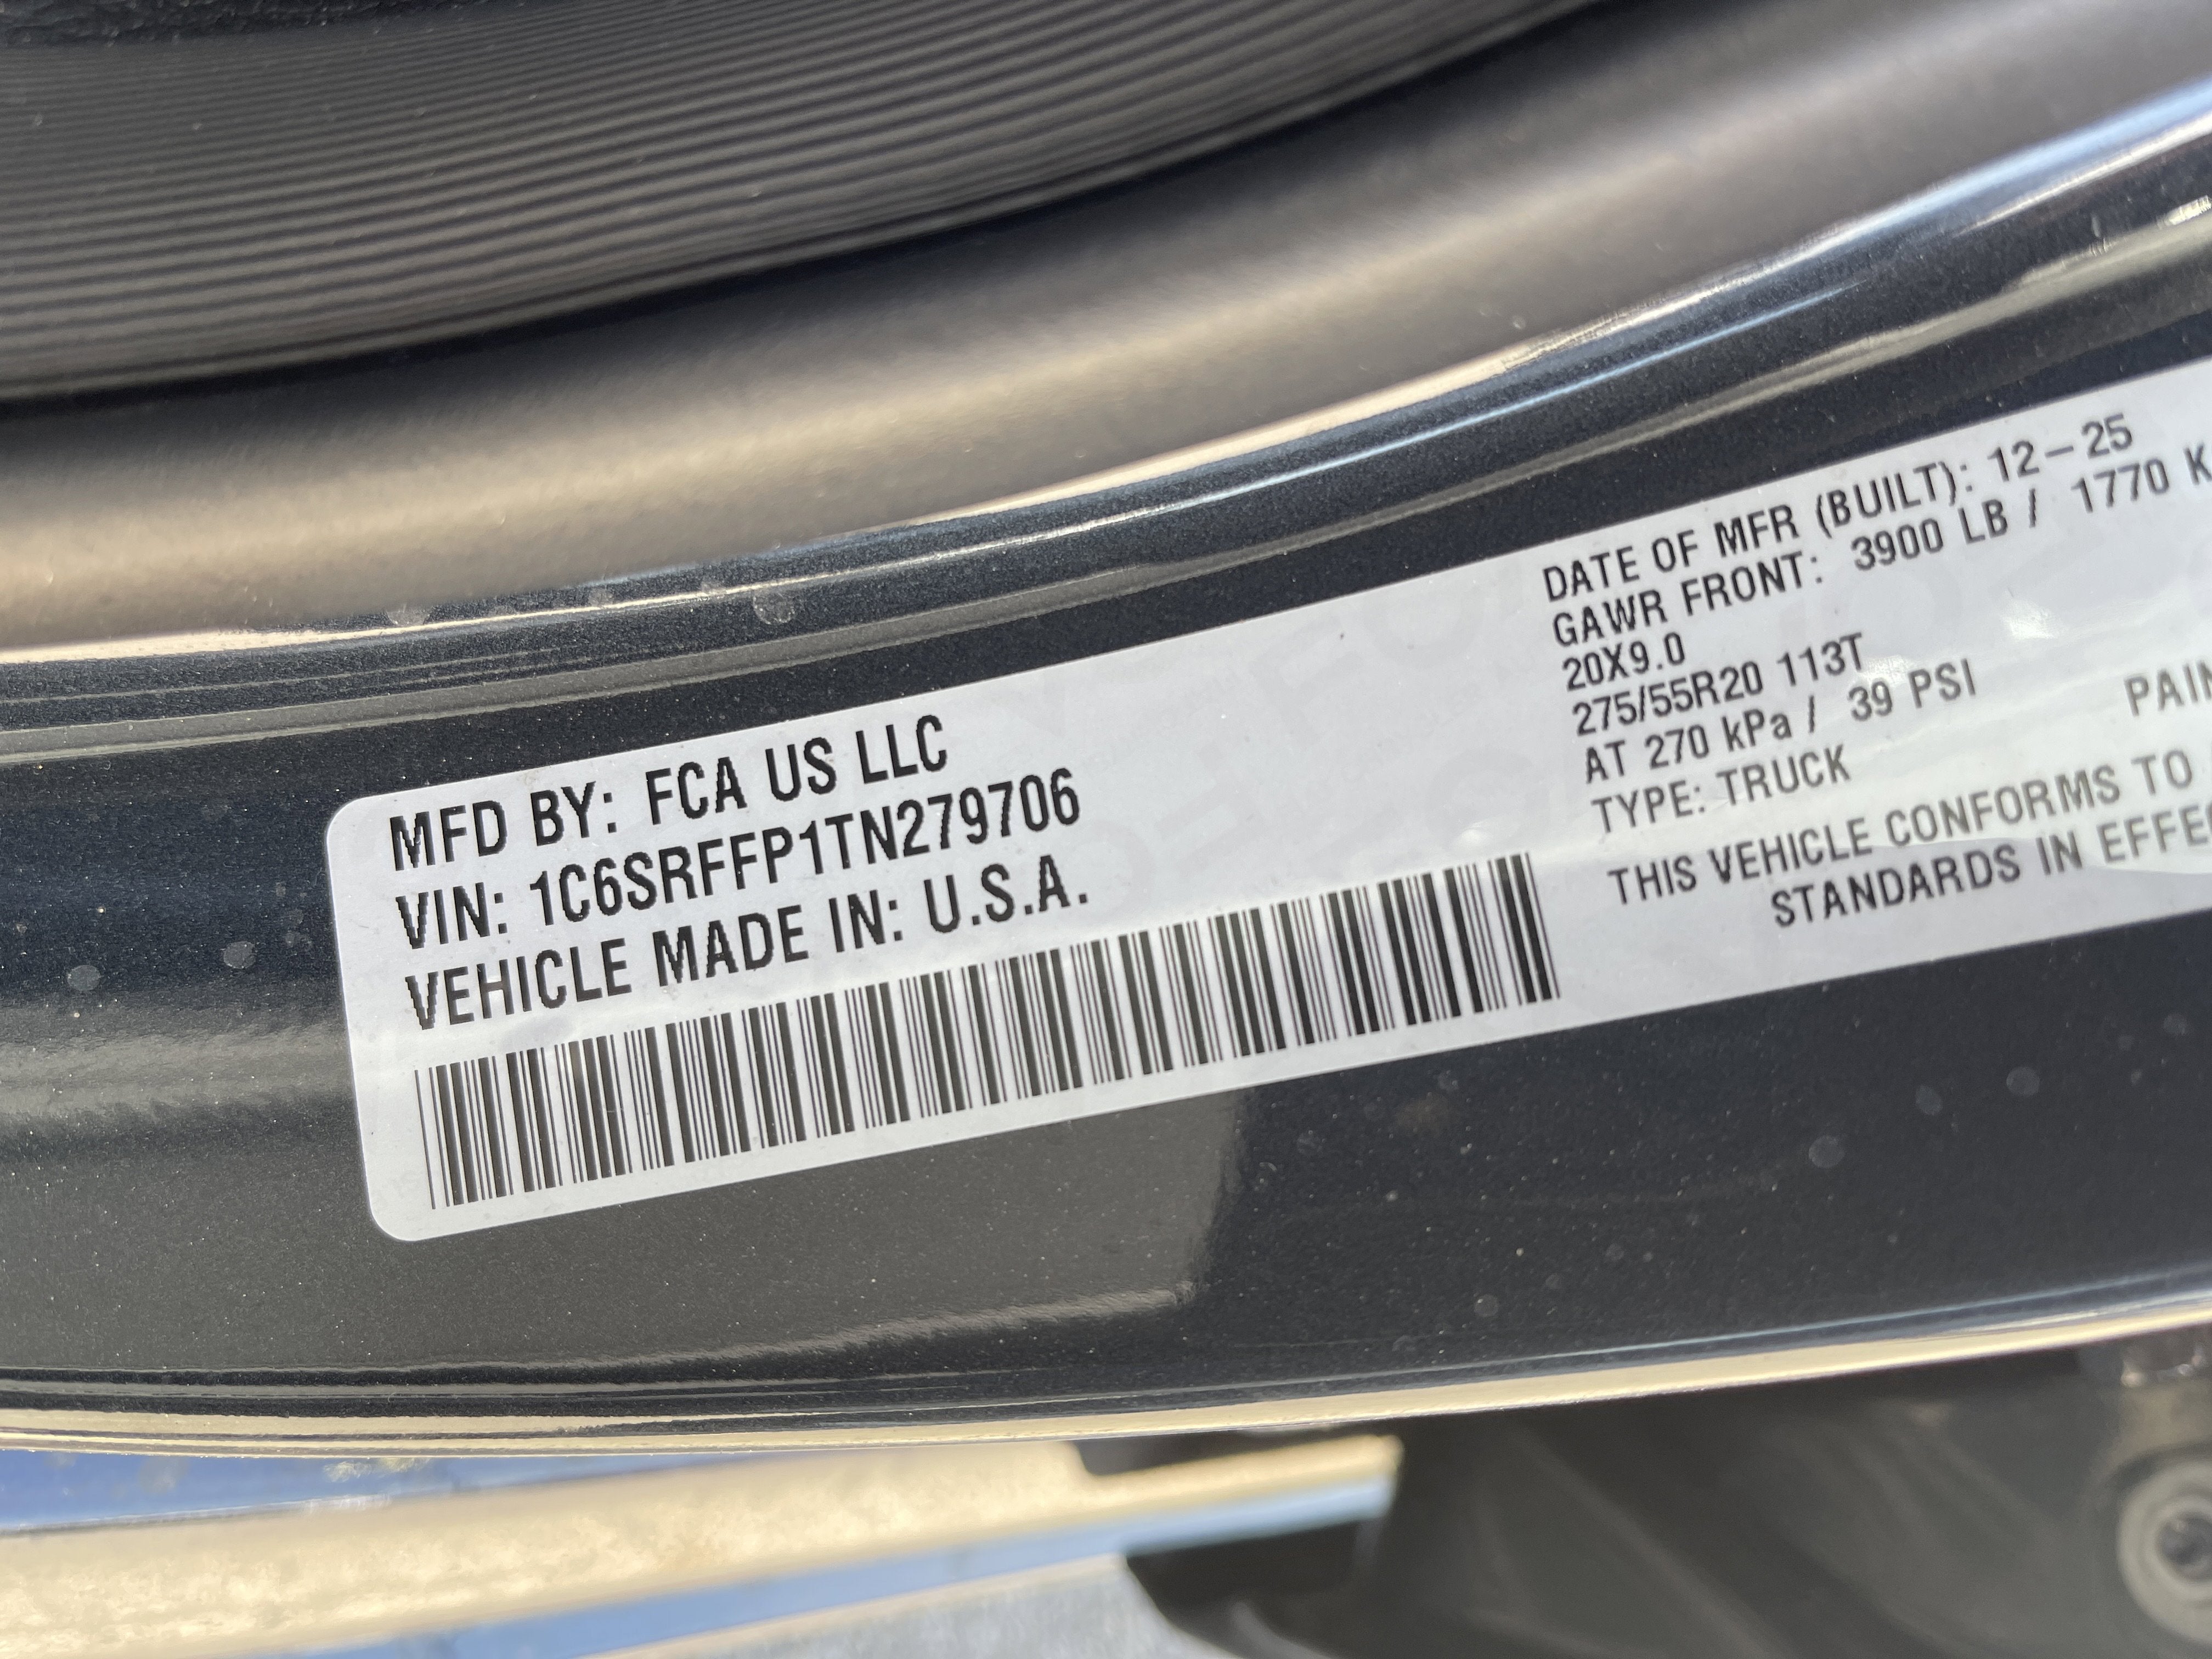 MFD BY: FCA US LLC
VIN: 1C6SRFFP1TN279706
VEHICLE MADE IN: U.S.A.
DATE OF MFR (BUILT): 12-25
GAWR FRONT: 3900 LB / 1770 K
20X9.0
275/55R20 113T
AT 270 kPa / 39 PSI
TYPE: TRUCK
PAIN
THIS VEHICLE CONFORMS TO
STANDARDS IN EFFE